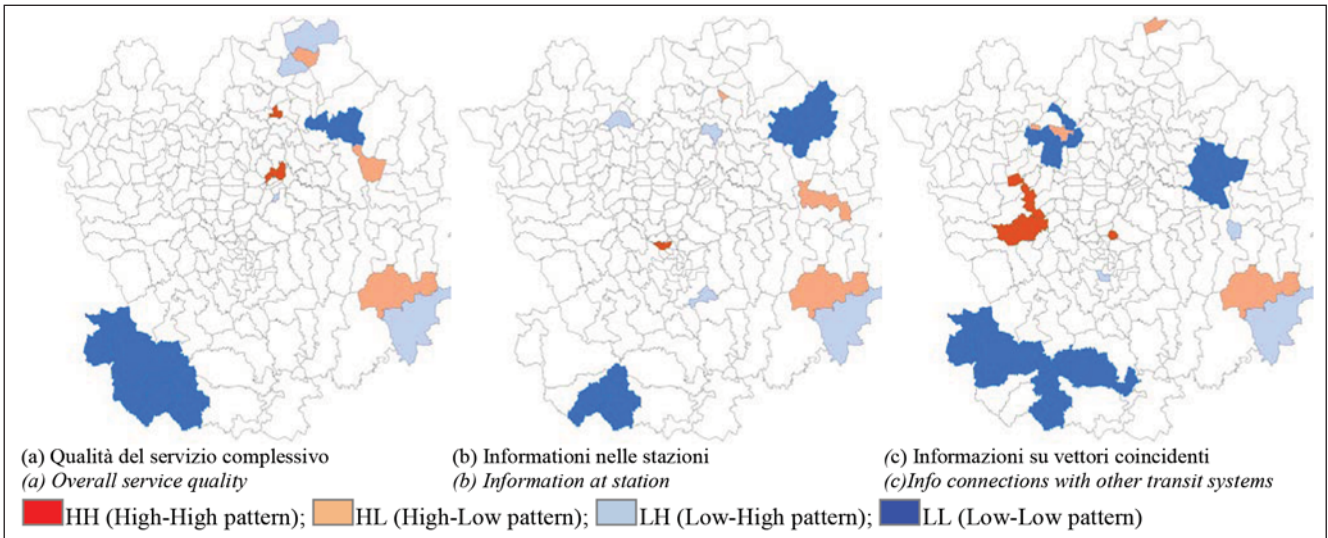 (a) Qualità del servizio complessivo
(a) Overall service quality
(b) Informationi nelle stazioni
(b) Information at station
(c) Informazioni su vettori coincidenti
(c)Info connections with other transit systems
HH (High-High pattern); HL (High-Low pattern); LH (Low-High pattern; LL (Low-Low pattern)